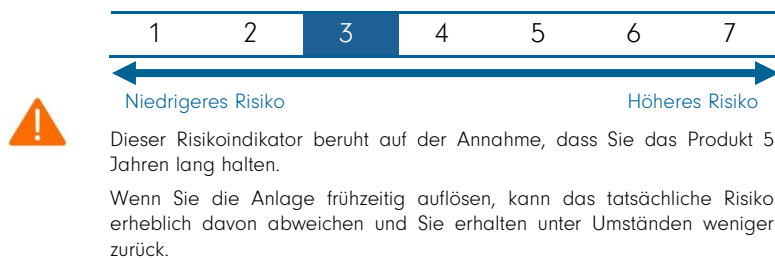 1 2 3 4 5 6 7
Niedrigeres Risiko Höheres Risiko
Dieser Risikoindikator beruht auf der Annahme, dass Sie das Produkt 5
Jahren lang halten.
Wenn Sie die Anlage frühzeitig auflösen, kann das tatsächliche Risiko
erheblich davon abweichen und Sie erhalten unter Umständen weniger
zurück.